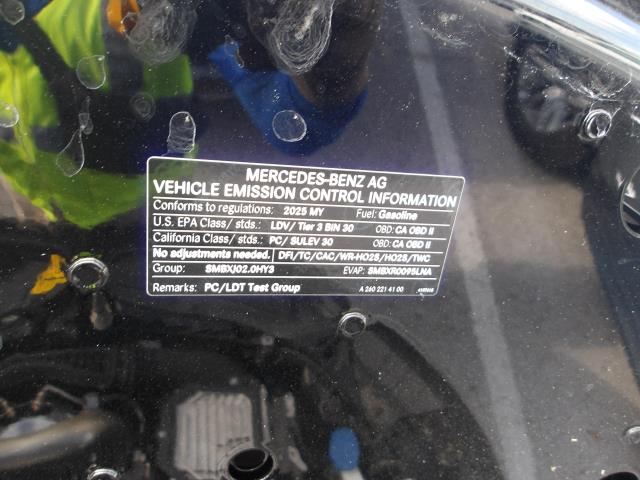 MERCEDES-BENZ AG
VEHICLE EMISSION CONTROL INFORMATION
Conforms to regulations: 2025 MY Fuel: Gasoline
U.S. EPA Class/ stds.: LDV/ Tier 3 BIN 30 OBD: CA OBD II
California Class/ stds.: PC/ SULEV 30 OBD: CA OBD II
No adjustments needed. DFI/TC/CAC/WR-HO2S/HO2S/TWC
Group: SMBXJ02.0HY3 EVAP: SMBXR0095LNA
Remarks: PC/LDT Test Group A 260 221 41 00